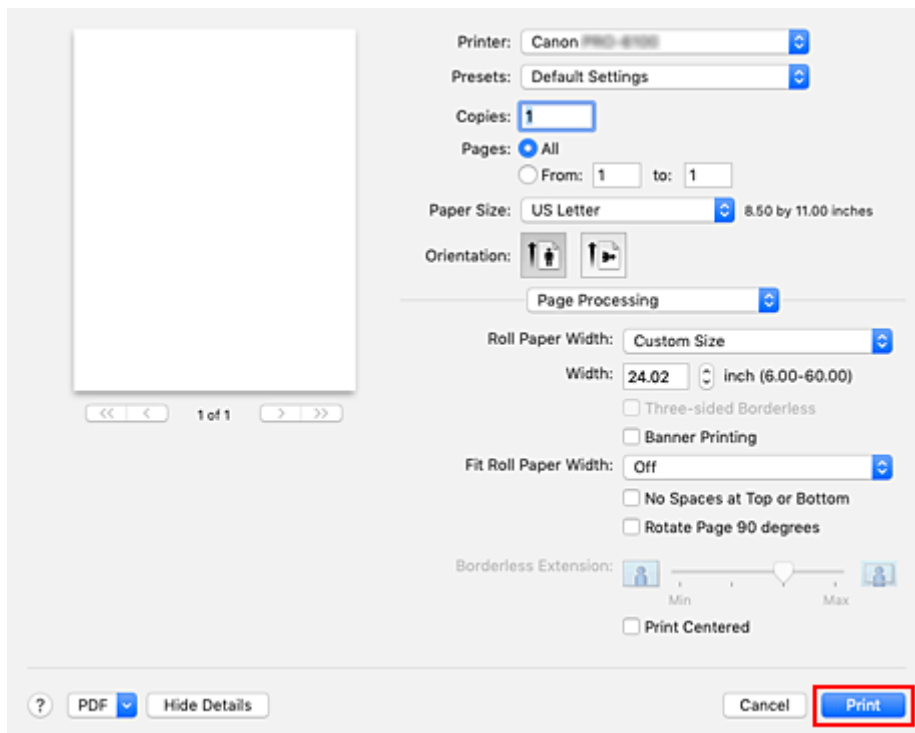 Printer: Canon
Presets: Default Settings
Copies: 1
Pages: All
From: 1 to: 1
Paper Size: US Letter 8.50 by 11.00 inches
Orientation:
Page Processing
Roll Paper Width: Custom Size
Width: 24.02 inch (6.00-60.00)
Three-sided Borderless
Banner Printing
Fit Roll Paper Width: Off
No Spaces at Top or Bottom
Rotate Page 90 degrees
Borderless Extension:
Min Max
Print Centered
<< < 1 of 1 > >>
? PDF Hide Details Cancel Print